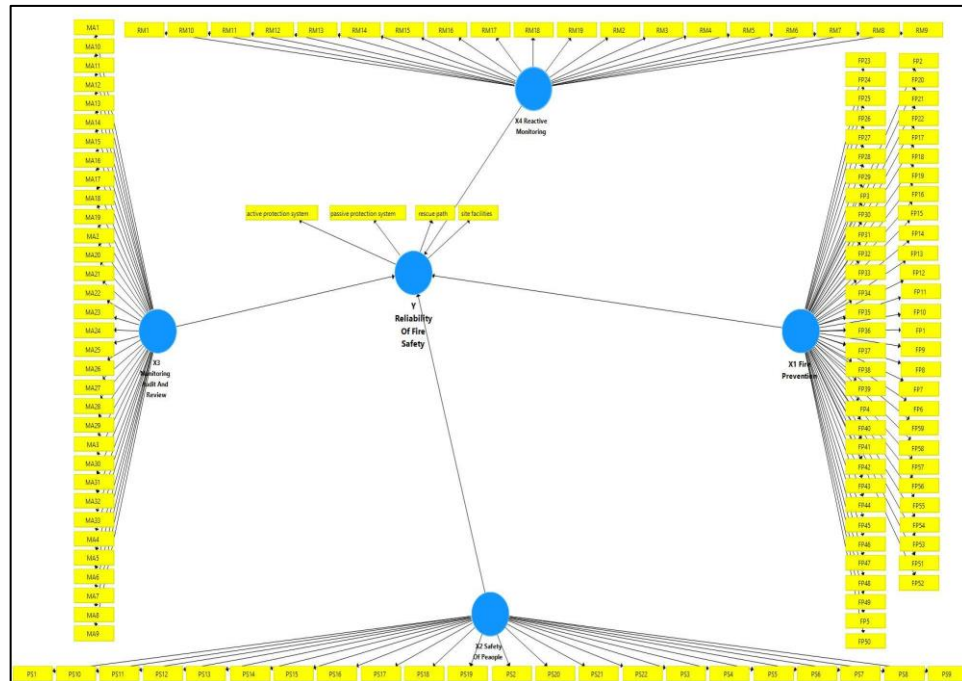 MA1
MA10
MA11
MA12
MA13
MA14
MA15
MA16
MA17
MA18
MA19
MA2
MA20
MA21
MA22
MA23
MA24
MA25
MA26
MA27
MA28
MA29
MA3
MA30
MA31
MA32
MA33
MA4
MA5
MA6
MA7
MA8
MA9
RM1 RM10 RM11 RM12 RM13 RM14 RM15 RM16 RM17 RM18 RM19 RM2 RM3 RM4 RM5 RM6 RM7 RM8 RM9
X4 Reactive
Monitoring
active protection system passive protection system rescue path site facilities
Y
Reliability
Of Fire
Safety
X3
Monitoring
Audit And
Review
X1 Fire
Prevention
FP23
FP24
FP25
FP26
FP27
FP28
FP29
FP3
FP30
FP31
FP32
FP33
FP34
FP35
FP36
FP37
FP38
FP39
FP4
FP40
FP41
FP42
FP43
FP44
FP45
FP46
FP47
FP48
FP49
FP5
FP50
FP2
FP20
FP21
FP22
FP17
FP18
FP19
FP16
FP15
FP14
FP13
FP12
FP11
FP10
FP1
FP9
FP8
FP7
FP6
FP59
FP58
FP57
FP56
FP55
FP54
FP53
FP51
FP52
X2 Safety
Of Peaople
PS1 PS10 PS11 PS12 PS13 PS14 PS15 PS16 PS17 PS18 PS19 PS2 PS20 PS21 PS22 PS3 PS4 PS5 PS6 PS7 PS8 PS9